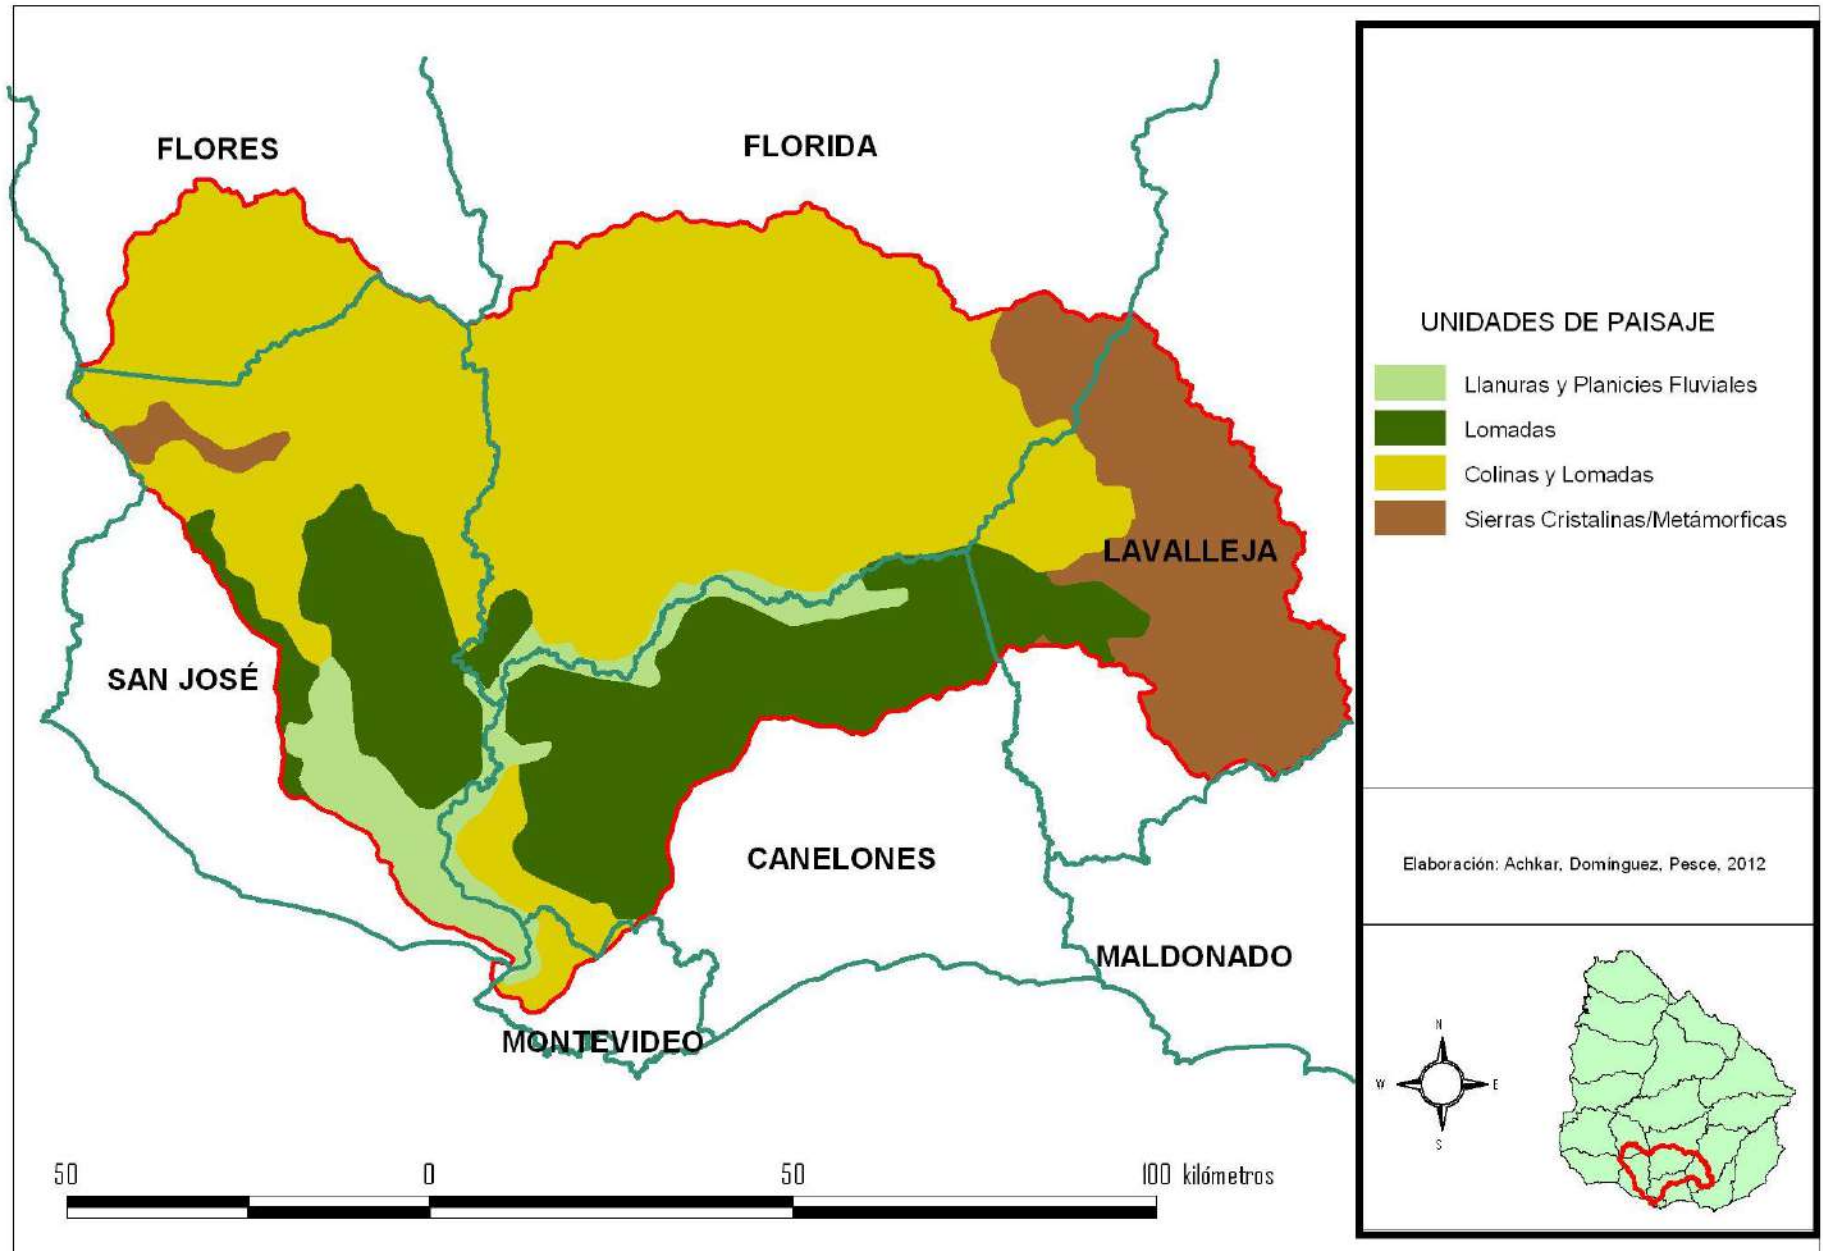 FLORES
FLORIDA
LAVALLEJA
SAN JOSÉ
CANELONES
MALDONADO
MONTEVIDEO
50 0 50 100 kilómetros
UNIDADES DE PAISAJE
Llanuras y Planicies Fluviales
Lomadas
Colinas y Lomadas
Sierras Cristalinas/Metámorficas
Elaboración: Achkar, Domínguez, Pesce, 2012
N
W E
S